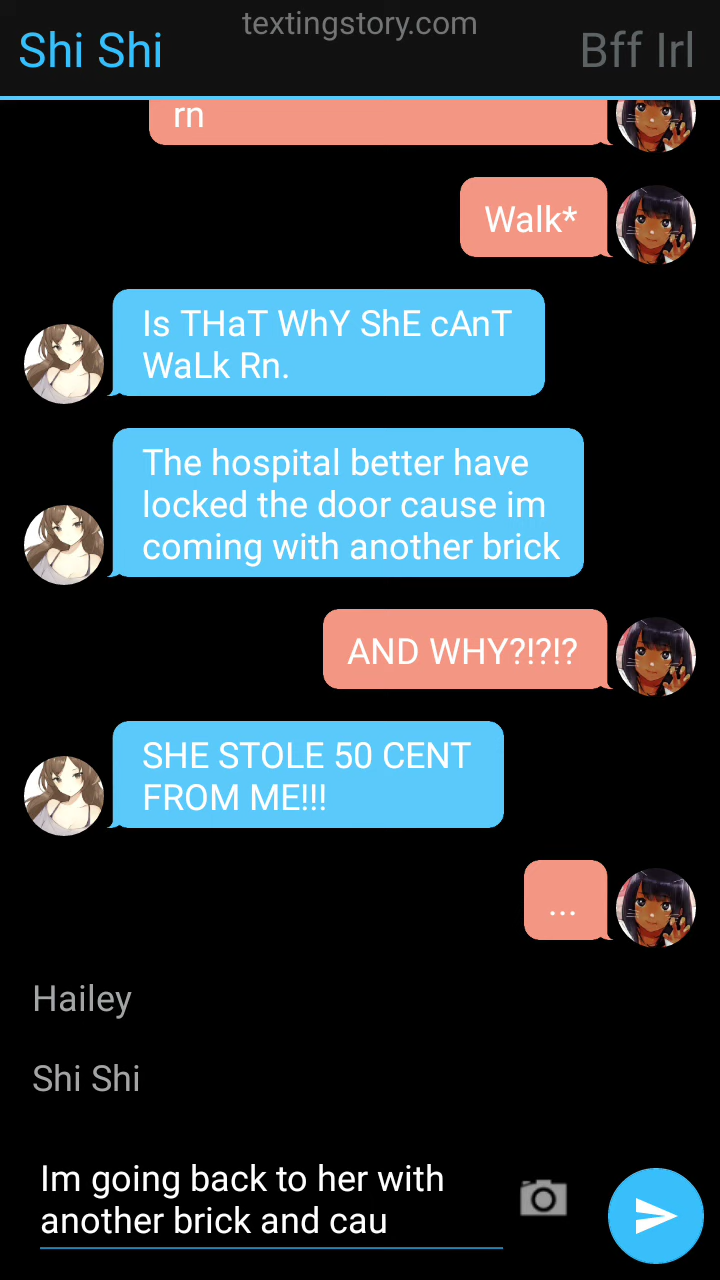 textingstory.com
Shi Shi
Bff Irl
rn
Walk*
Is THaT WhY ShE cAnT
WaLk Rn.
The hospital better have
locked the door cause im
coming with another brick
AND WHY?!?!?
SHE STOLE 50 CENT
FROM ME!!!
...
Hailey
Shi Shi
Im going back to her with
another brick and cau